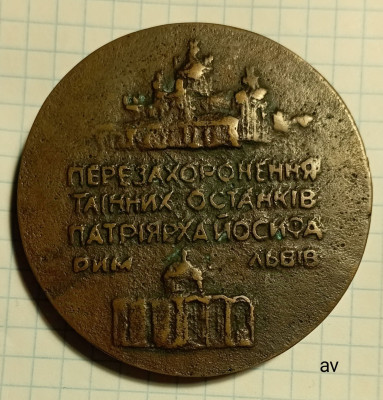 ПЕРЕЗАХОРОНЕННЯ
ТЛІННИХ ОСТАНКІВ
ПАТРІЯРХА ЙОСИФА
РИМ ЛЬВІВ
av